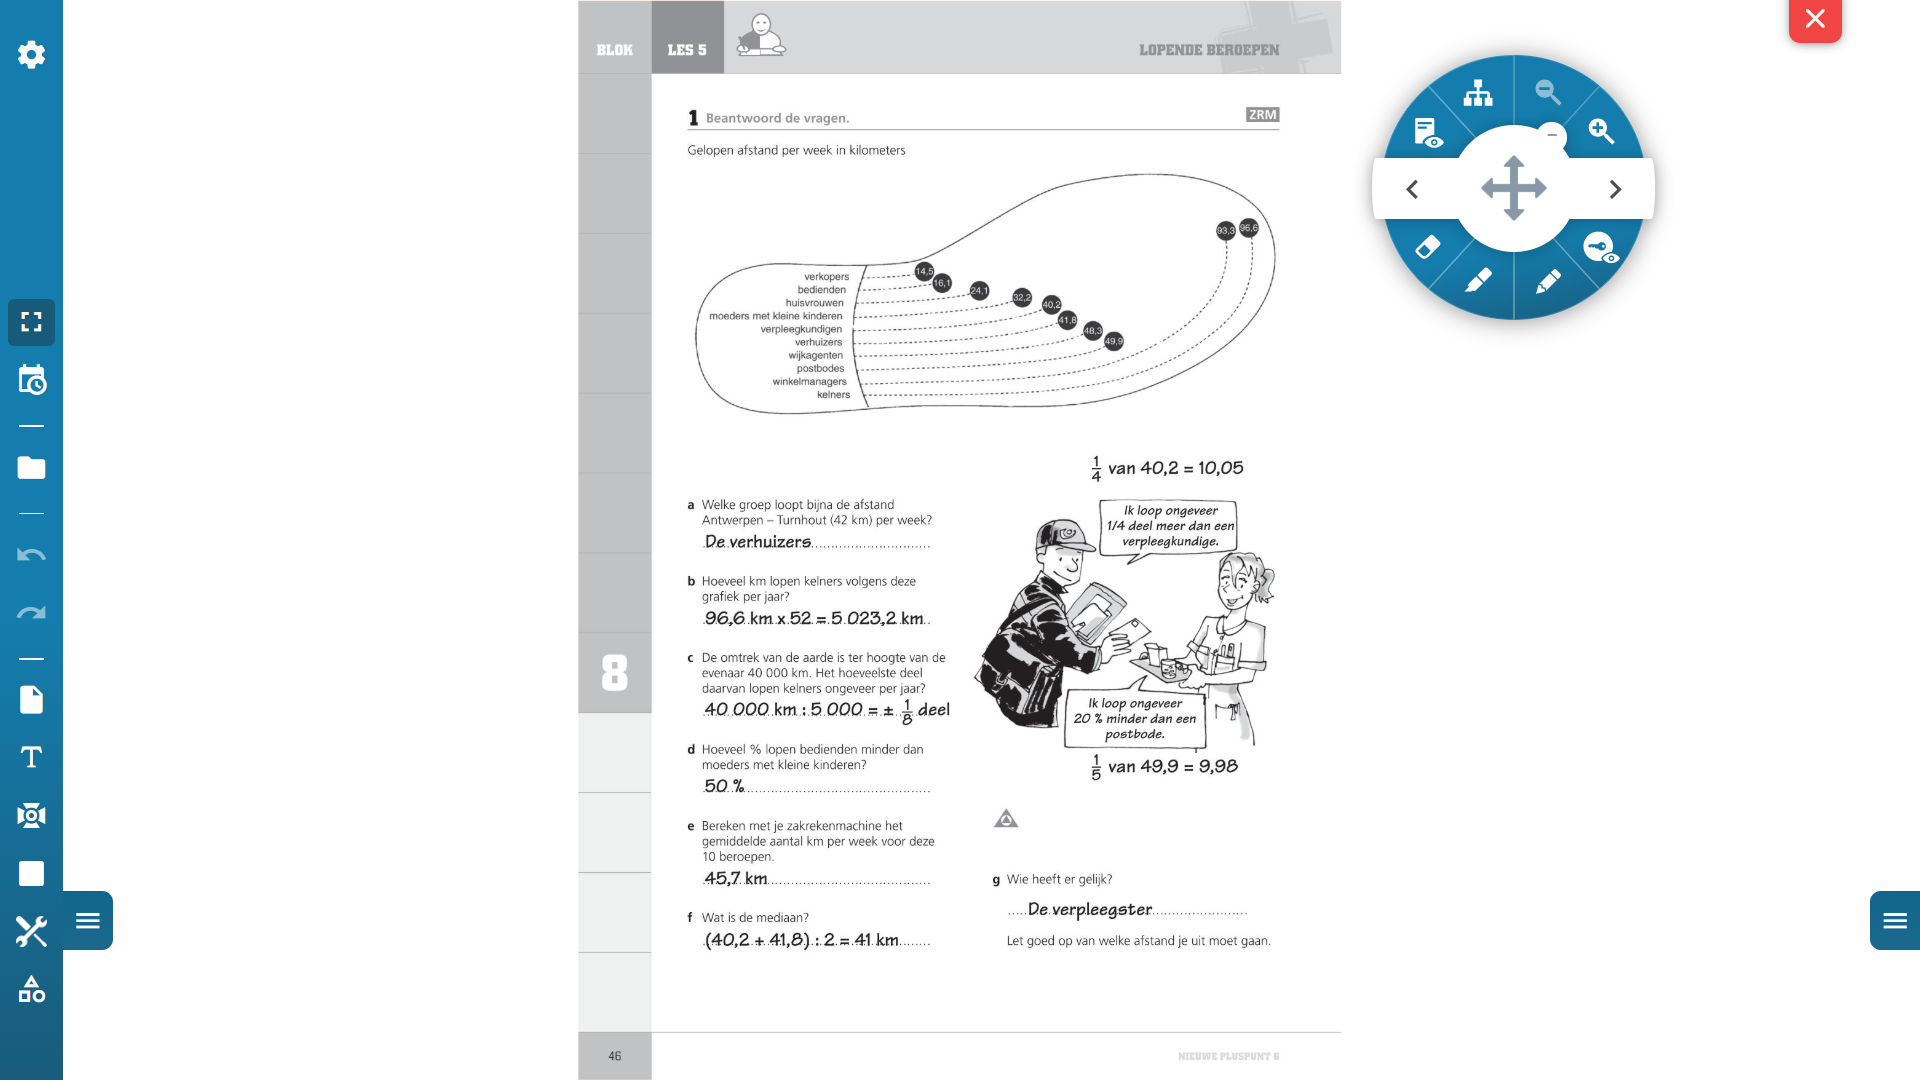 BLOK
LES 5
LOPENDE BEROEPEN
1 Beantwoord de vragen.
ZRM
Gelopen afstand per week in kilometers
93,3
96,6
verkopers
14,5
bedienden
16,1
huisvrouwen
24,1
moeders met kleine kinderen
32,2
verpleegkundigen
40,2
verhuizers
41,8
wijkagenten
48,3
postbodes
49,9
winkelmanagers
kelners
1/4 van 40,2 = 10,05
a Welke groep loopt bijna de afstand
Antwerpen – Turnhout (42 km) per week?
De verhuizers
b Hoeveel km lopen kelners volgens deze
grafiek per jaar?
96,6 km x 52 = 5 023,2 km
c De omtrek van de aarde is ter hoogte van de
evenaar 40 000 km. Het hoeveelste deel
daarvan lopen kelners ongeveer per jaar?
40 000 km : 5 000 = ± 1/8 deel
d Hoeveel % lopen bedienden minder dan
moeders met kleine kinderen?
50 %
e Bereken met je zakrekenmachine het
gemiddelde aantal km per week voor deze
10 beroepen.
45,7 km
f Wat is de mediaan?
(40,2 + 41,8) : 2 = 41 km
Ik loop ongeveer
1/4 deel meer dan een
verpleegkundige.
Ik loop ongeveer
20 % minder dan een
postbode.
1/5 van 49,9 = 9,98
g Wie heeft er gelijk?
De verpleegster
Let goed op van welke afstand je uit moet gaan.
8
46
NIEUWE PLUSPUNT 6